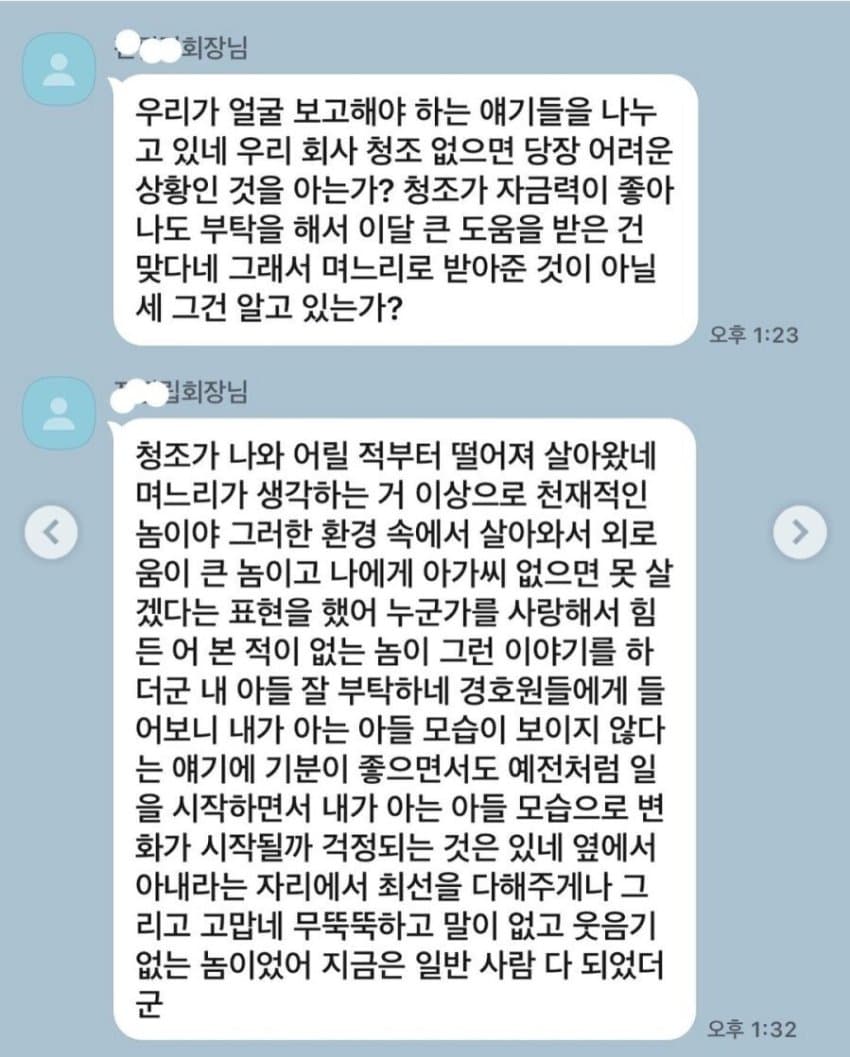 회장님
우리가 얼굴 보고해야 하는 얘기들을 나누
고 있네 우리 회사 청조 없으면 당장 어려운
상황인 것을 아는가? 청조가 자금력이 좋아
나도 부탁을 해서 이달 큰 도움을 받은 건
맞다네 그래서 며느리로 받아준 것이 아닐
세 그건 알고 있는가?
오후 1:23
립회장님
청조가 나와 어릴 적부터 떨어져 살아왔네
며느리가 생각하는 거 이상으로 천재적인
놈이야 그러한 환경 속에서 살아와서 외로
움이 큰 놈이고 나에게 아가씨 없으면 못 살
겠다는 표현을 했어 누군가를 사랑해서 힘
든 어 본 적이 없는 놈이 그런 이야기를 하
더군 내 아들 잘 부탁하네 경호원들에게 들
어보니 내가 아는 아들 모습이 보이지 않다
는 얘기에 기분이 좋으면서도 예전처럼 일
을 시작하면서 내가 아는 아들 모습으로 변
화가 시작될까 걱정되는 것은 있네 옆에서
아내라는 자리에서 최선을 다해주게나 그
리고 고맙네 무뚝뚝하고 말이 없고 웃음기
없는 놈이었어 지금은 일반 사람 다 되었더
군
오후 1:32